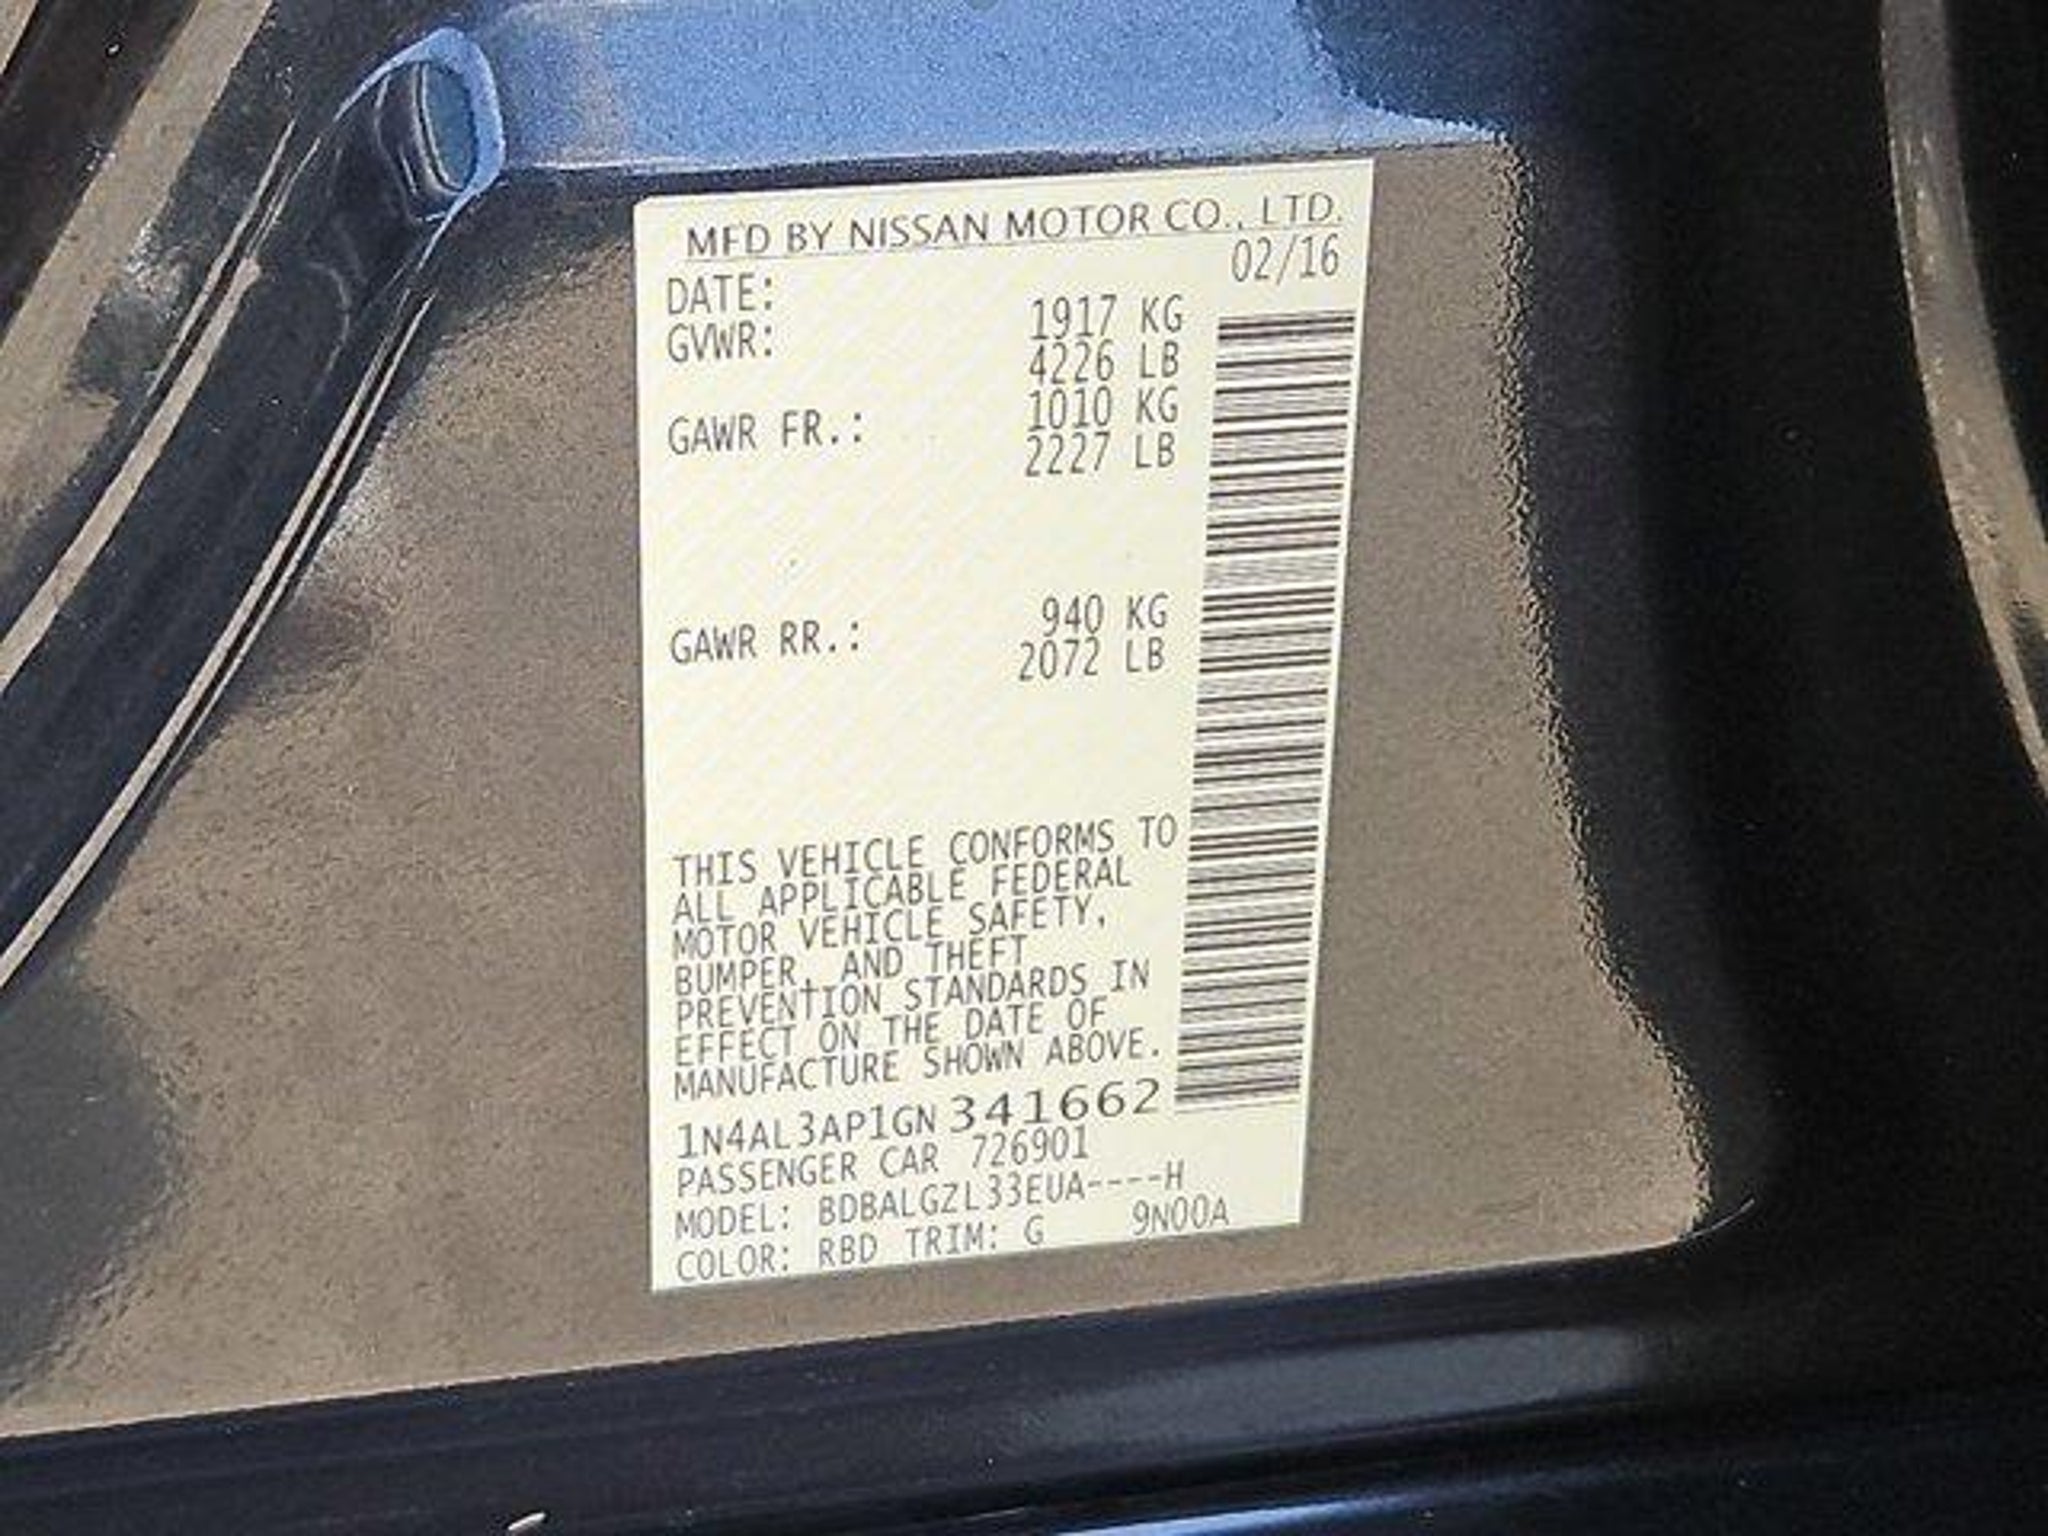 MFD BY NISSAN MOTOR CO., LTD.
DATE: 02/16
GVWR: 1917 KG
4226 LB
GAWR FR.: 1010 KG
2227 LB
GAWR RR.: 940 KG
2072 LB
THIS VEHICLE CONFORMS TO
ALL APPLICABLE FEDERAL
MOTOR VEHICLE SAFETY,
BUMPER, AND THEFT
PREVENTION STANDARDS IN
EFFECT ON THE DATE OF
MANUFACTURE SHOWN ABOVE.
1N4AL3AP1GN341662
PASSENGER CAR 726901
MODEL: BDBALGZL33EUA----H
COLOR: RBD TRIM: G 9N00A